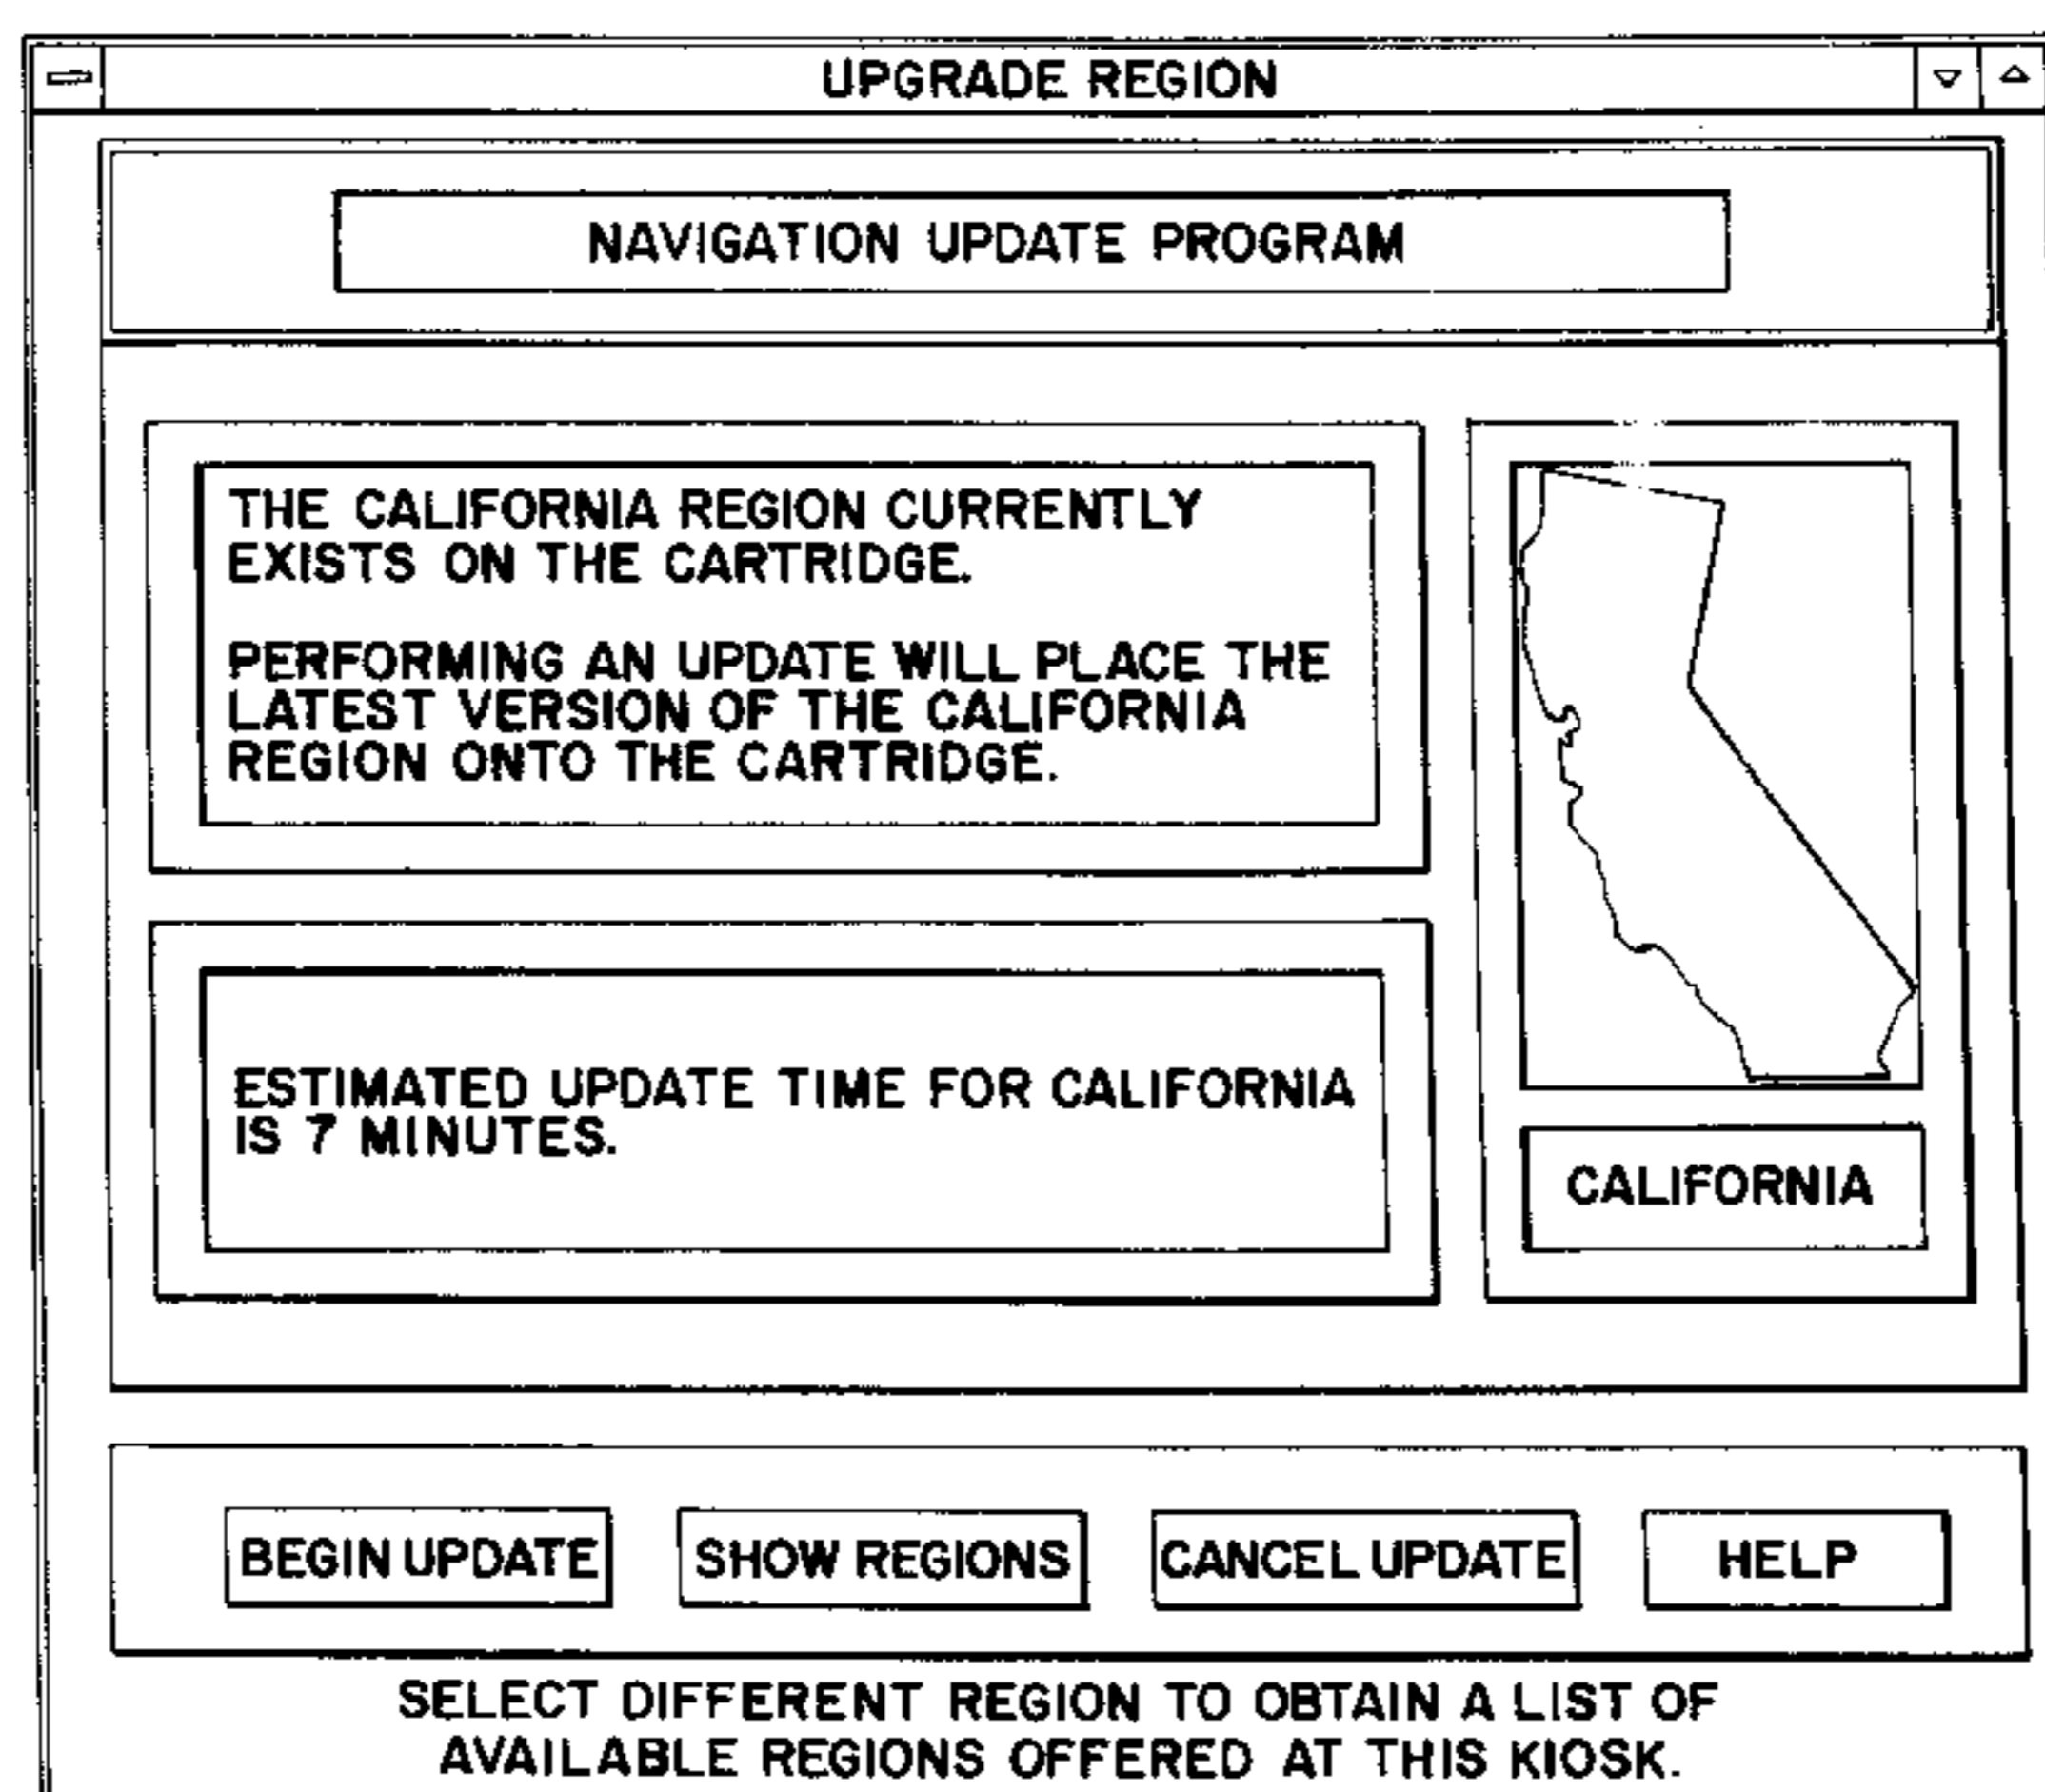 UPGRADE REGION
NAVIGATION UPDATE PROGRAM
THE CALIFORNIA REGION CURRENTLY
EXISTS ON THE CARTRIDGE.
PERFORMING AN UPDATE WILL PLACE THE
LATEST VERSION OF THE CALIFORNIA
REGION ONTO THE CARTRIDGE.
ESTIMATED UPDATE TIME FOR CALIFORNIA
IS 7 MINUTES.
CALIFORNIA
BEGIN UPDATE
SHOW REGIONS
CANCEL UPDATE
HELP
SELECT DIFFERENT REGION TO OBTAIN A LIST OF
AVAILABLE REGIONS OFFERED AT THIS KIOSK.